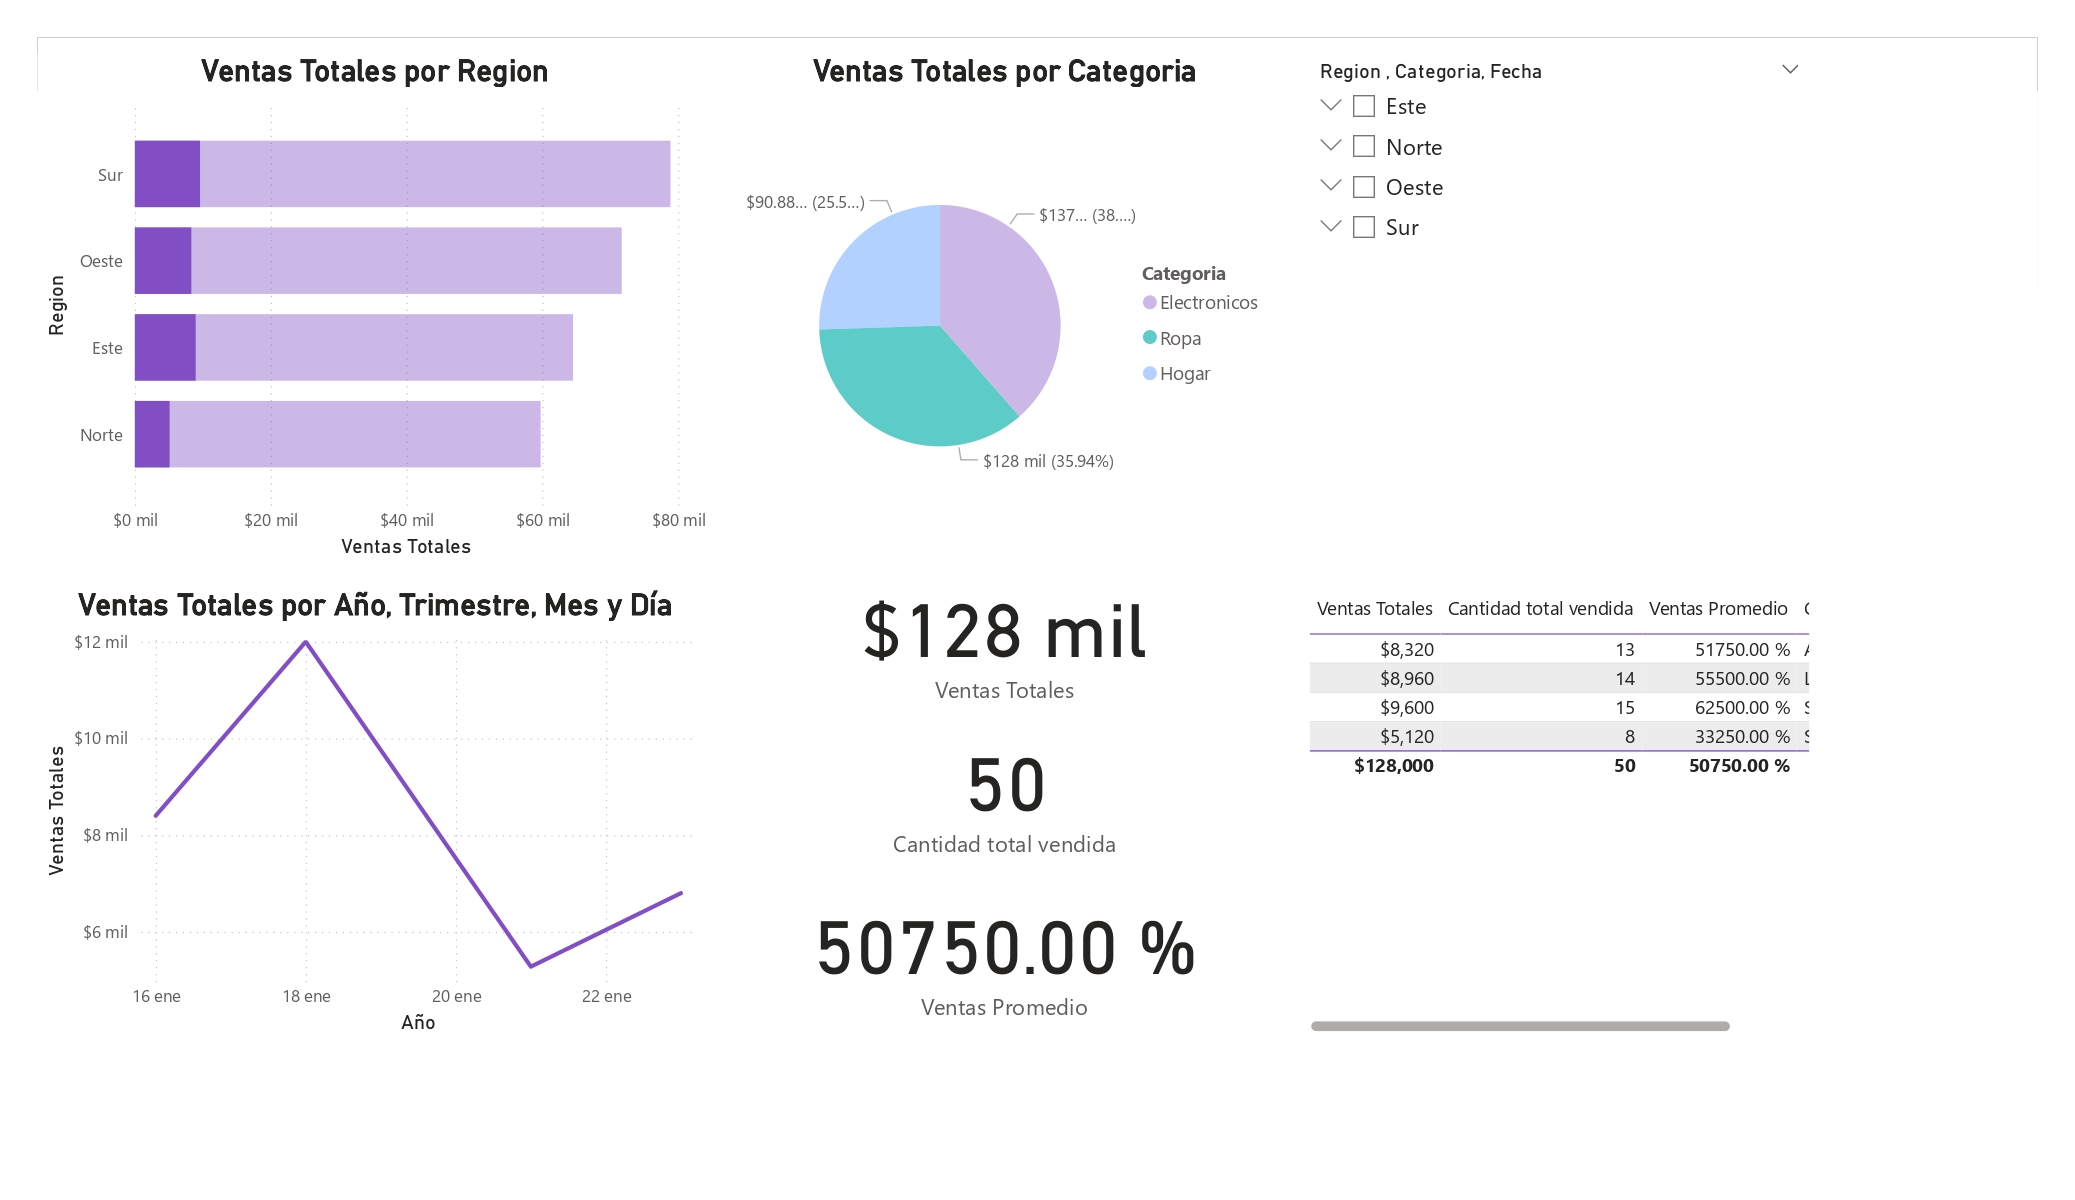 Ventas Totales por Region
Sur
Oeste
Este
Norte
Region
$0 mil $20 mil $40 mil $60 mil $80 mil
Ventas Totales
Ventas Totales por Categoria
$90.88... (25.5...)
$137... (38....)
$128 mil (35.94%)
Categoria
Electronicos
Ropa
Hogar
Region , Categoria, Fecha
Este
Norte
Oeste
Sur
Ventas Totales por Año, Trimestre, Mes y Día
$12 mil
$10 mil
$8 mil
$6 mil
Ventas Totales
16 ene 18 ene 20 ene 22 ene
Año
$128 mil
Ventas Totales
50
Cantidad total vendida
50750.00 %
Ventas Promedio
Ventas Totales Cantidad total vendida Ventas Promedio
$8,320 13 51750.00 %
$8,960 14 55500.00 %
$9,600 15 62500.00 %
$5,120 8 33250.00 %
$128,000 50 50750.00 %